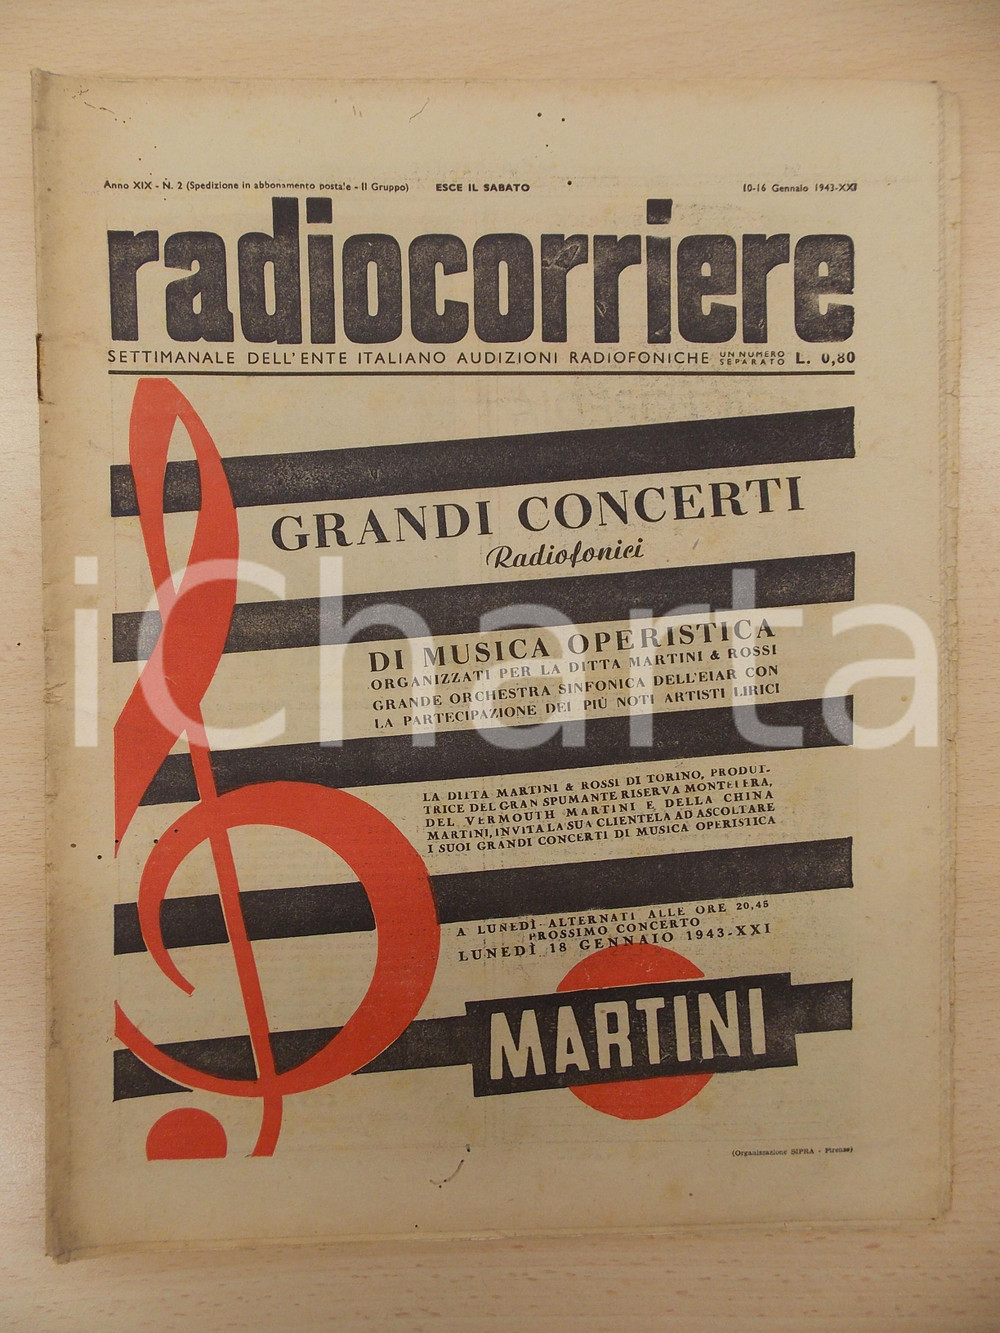 Anno XIX - N. 2 (Spedizione in abbonamento postale - II Gruppo) ESCE IL SABATO 10-16 Gennaio 1943-XXI
radiocorriere
SETTIMANALE DELL'ENTE ITALIANO AUDIZIONI RADIOFONICHE UN NUMERO SEPARATO L. 0,80
GRANDI CONCERTI
Radiofonici
DI MUSICA OPERISTICA
ORGANIZZATI PER LA DITTA MARTINI & ROSSI
GRANDE ORCHESTRA SINFONICA DELL'EIAR CON
LA PARTECIPAZIONE DEI PIÙ NOTI ARTISTI LIRICI
iCharta
LA DITTA MARTINI & ROSSI DI TORINO, PRODUT-
TRICE DEL GRAN SPUMANTE RISERVA MONTELERA,
DEL VERMOUTH MARTINI E DELLA CHINA
MARTINI, INVITA LA SUA CLIENTELA AD ASCOLTARE
I SUOI GRANDI CONCERTI DI MUSICA OPERISTICA
A LUNEDÌ ALTERNATI ALLE ORE 20,45
PROSSIMO CONCERTO
LUNEDÌ 18 GENNAIO 1943-XXI
MARTINI
(Organizzazione SIPRA - Firenze)